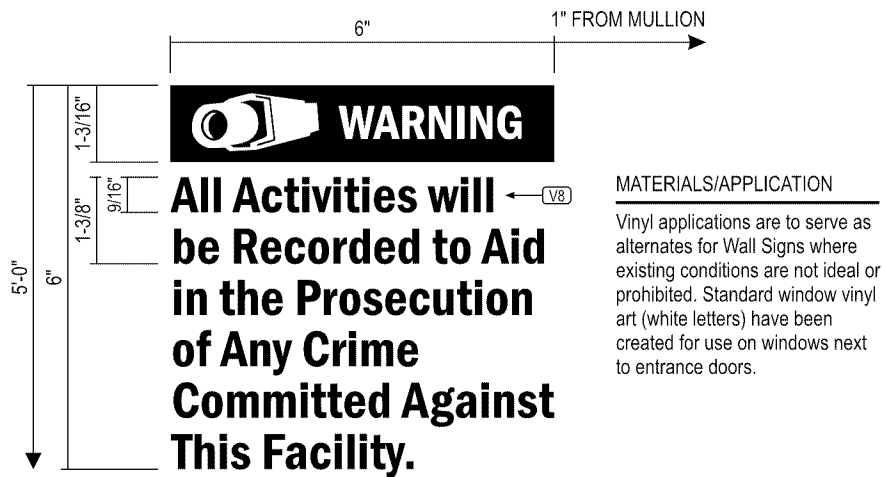 6"
1" FROM MULLION
1-3/16"
WARNING
5'-0"
6"
1-3/8"
9/16"
All Activities will
V8
be Recorded to Aid
in the Prosecution
of Any Crime
Committed Against
This Facility.
MATERIALS/APPLICATION
Vinyl applications are to serve as
alternates for Wall Signs where
existing conditions are not ideal or
prohibited. Standard window vinyl
art (white letters) have been
created for use on windows next
to entrance doors.